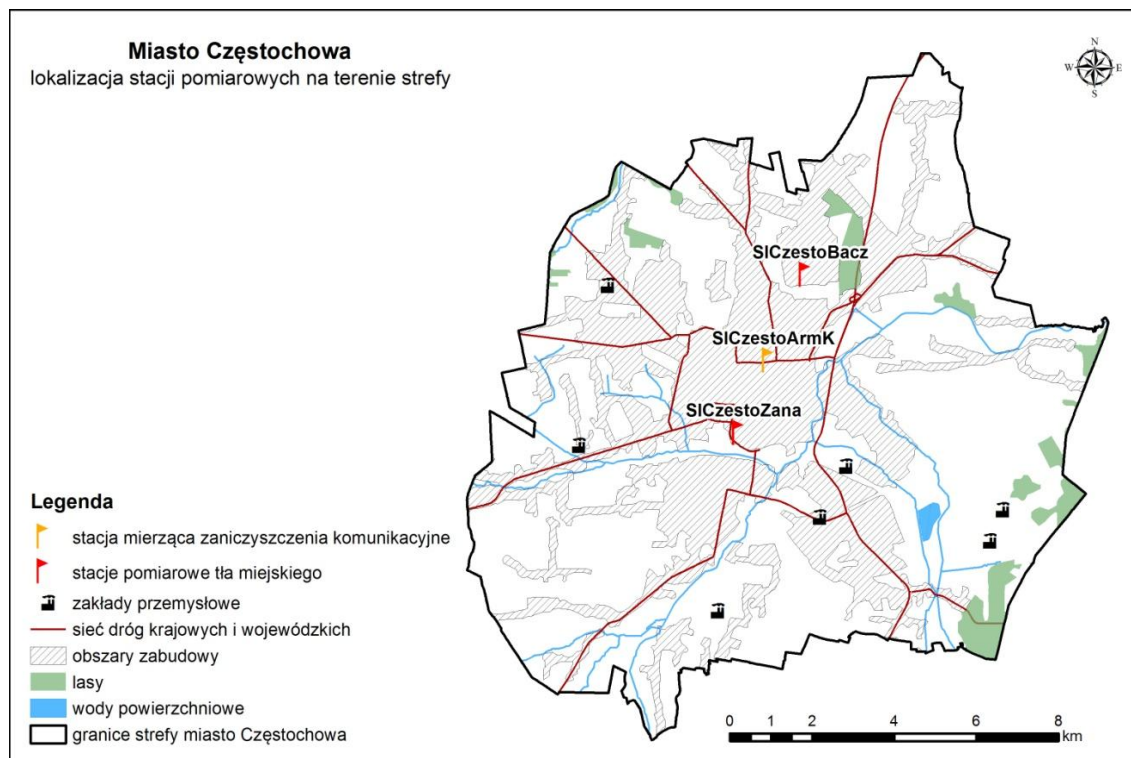 Miasto Częstochowa
lokalizacja stacji pomiarowych na terenie strefy
N
W E
S
SlCzestoBacz
SlCzestoArmK
SlCzestoZana
Legenda
stacja mierząca zaniczyszczenia komunikacyjne
stacje pomiarowe tła miejskiego
zakłady przemysłowe
sieć dróg krajowych i wojewódzkich
obszary zabudowy
lasy
wody powierzchniowe
granice strefy miasto Częstochowa
0 1 2 4 6 8
km